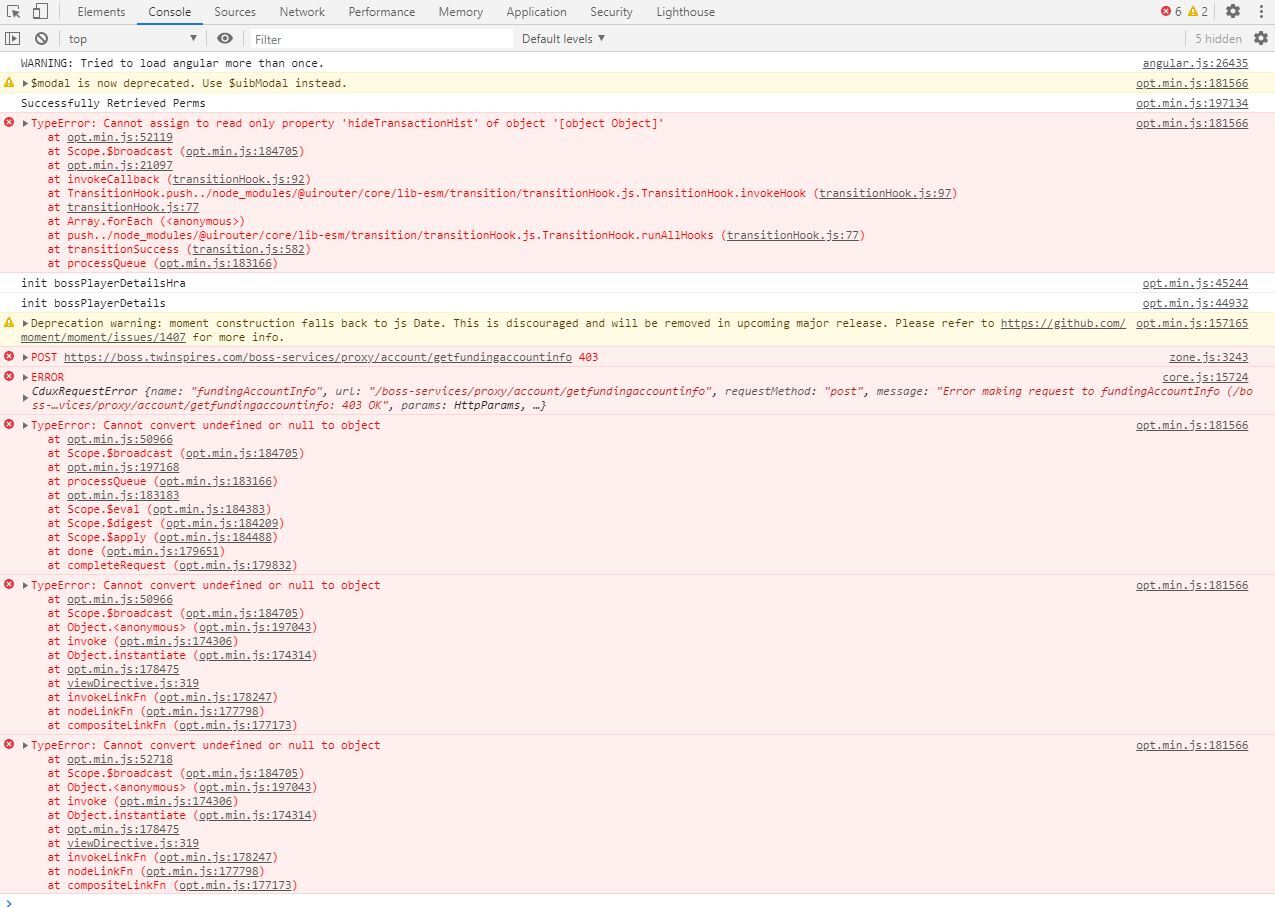 Elements Console Sources Network Performance Memory Application Security Lighthouse 6 2
top Filter Default levels 5 hidden
WARNING: Tried to load angular more than once. angular.js:26435
$modal is now deprecated. Use $uibModal instead. opt.min.js:181566
Successfully Retrieved Perms opt.min.js:197134
TypeError: Cannot assign to read only property 'hideTransactionHist' of object '[object Object]' opt.min.js:181566
at opt.min.js:52119
at Scope.$broadcast (opt.min.js:184705)
at opt.min.js:21097
at invokeCallback (transitionHook.js:92)
at TransitionHook.push../node_modules/@uirouter/core/lib-esm/transition/transitionHook.js.TransitionHook.invokeHook (transitionHook.js:97)
at transitionHook.js:77
at Array.forEach (<anonymous>)
at push../node_modules/@uirouter/core/lib-esm/transition/transitionHook.js.TransitionHook.runAllHooks (transitionHook.js:77)
at transitionSuccess (transition.js:582)
at processQueue (opt.min.js:183166)
init bossPlayerDetailsHra opt.min.js:45244
init bossPlayerDetails opt.min.js:44932
Deprecation warning: moment construction falls back to js Date. This is discouraged and will be removed in upcoming major release. Please refer to https://github.com/ opt.min.js:157165
moment/moment/issues/1407 for more info.
POST https://boss.twinspires.com/boss-services/proxy/account/getfundingaccountinfo 403 zone.js:3243
ERROR core.js:15724
CduxRequestError {name: "fundingAccountInfo", url: "/boss-services/proxy/account/getfundingaccountinfo", requestMethod: "post", message: "Error making request to fundingAccountInfo (/bo
ss-…vices/proxy/account/getfundingaccountinfo: 403 OK", params: HttpParams, …}
TypeError: Cannot convert undefined or null to object opt.min.js:181566
at opt.min.js:50966
at Scope.$broadcast (opt.min.js:184705)
at opt.min.js:197168
at processQueue (opt.min.js:183166)
at opt.min.js:183183
at Scope.$eval (opt.min.js:184383)
at Scope.$digest (opt.min.js:184209)
at Scope.$apply (opt.min.js:184488)
at done (opt.min.js:179651)
at completeRequest (opt.min.js:179832)
TypeError: Cannot convert undefined or null to object opt.min.js:181566
at opt.min.js:50966
at Scope.$broadcast (opt.min.js:184705)
at Object.<anonymous> (opt.min.js:197043)
at invoke (opt.min.js:174306)
at Object.instantiate (opt.min.js:174314)
at opt.min.js:178475
at viewDirective.js:319
at invokeLinkFn (opt.min.js:178247)
at nodeLinkFn (opt.min.js:177798)
at compositeLinkFn (opt.min.js:177173)
TypeError: Cannot convert undefined or null to object opt.min.js:181566
at opt.min.js:52718
at Scope.$broadcast (opt.min.js:184705)
at Object.<anonymous> (opt.min.js:197043)
at invoke (opt.min.js:174306)
at Object.instantiate (opt.min.js:174314)
at opt.min.js:178475
at viewDirective.js:319
at invokeLinkFn (opt.min.js:178247)
at nodeLinkFn (opt.min.js:177798)
at compositeLinkFn (opt.min.js:177173)